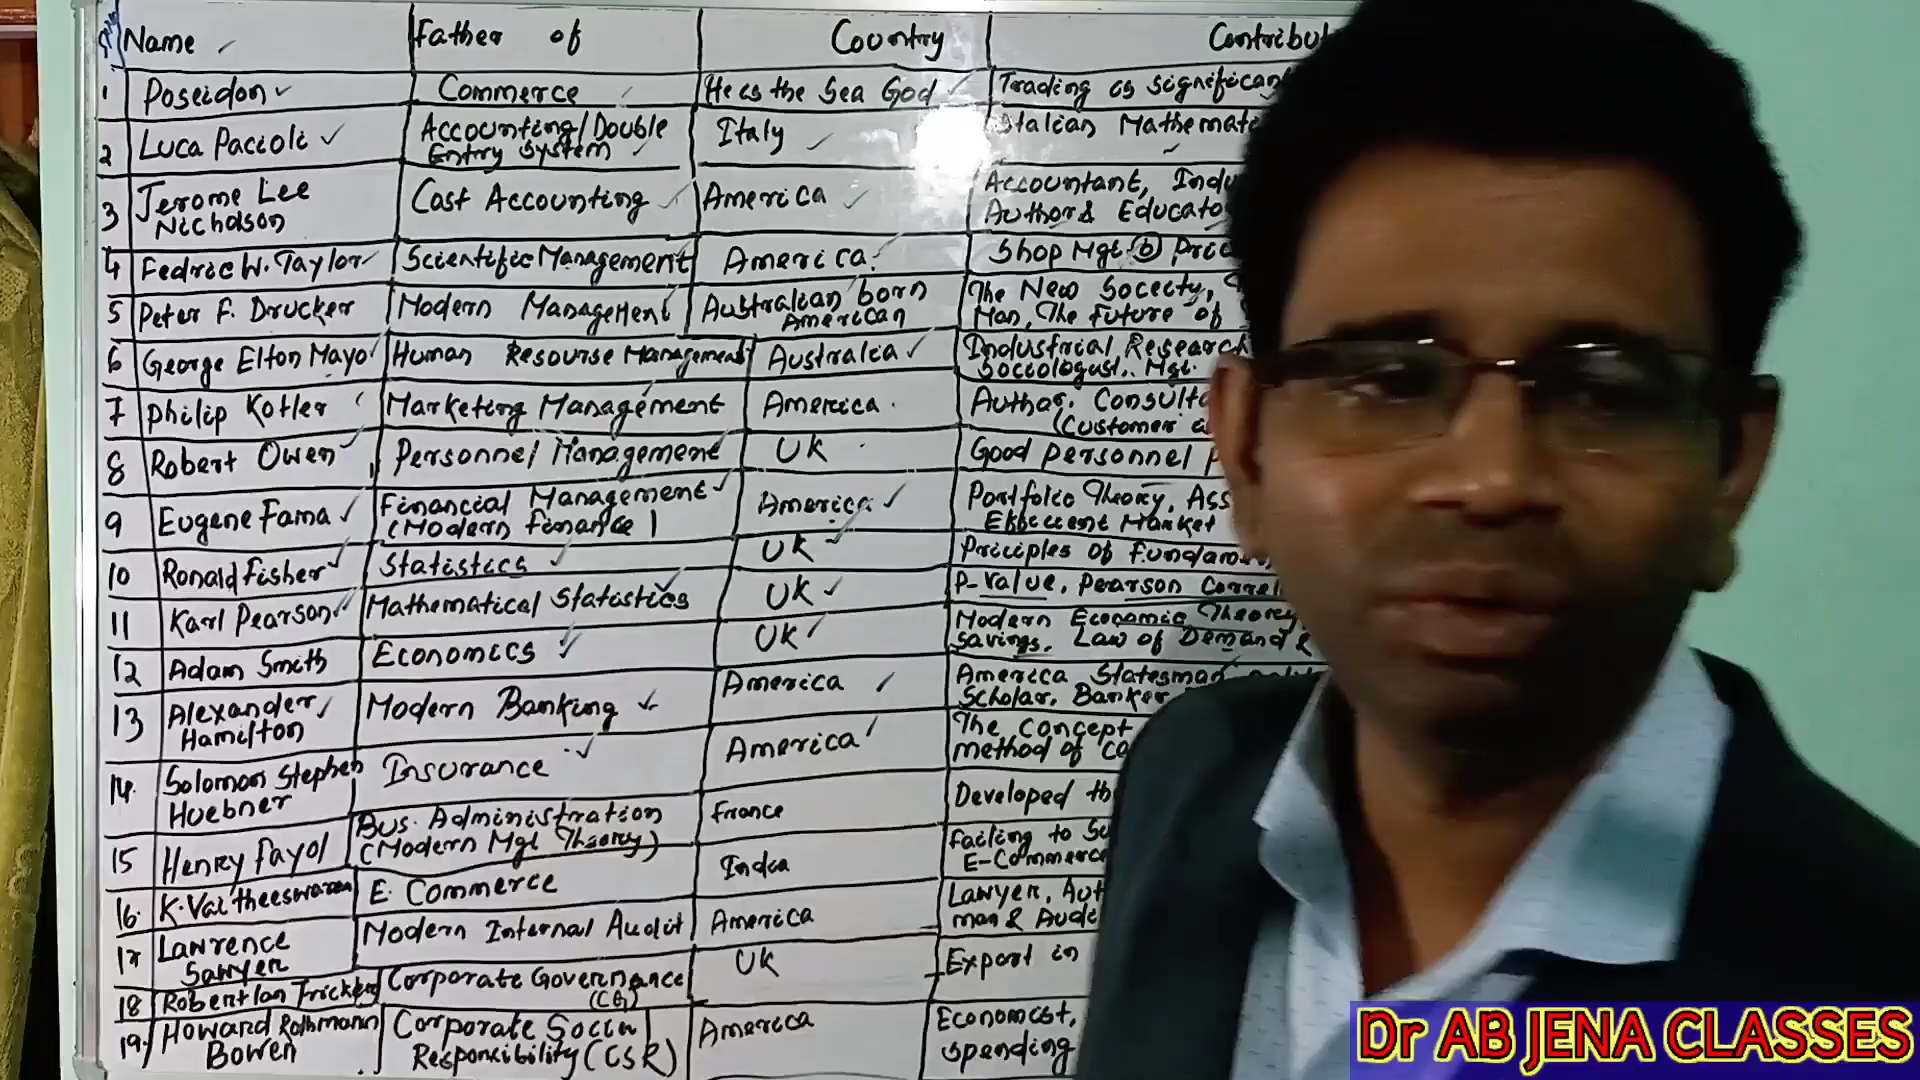 Name Father of Country
1 Poseidon Commerce He is the Sea God Trading as significan
2 Luca Pacioli Accounting/Double Entry System Italy Italian Mathemat
3 Jerome Lee Nicholson Cost Accounting America Accountant, Indu
Author & Educato
4 Fedric W. Taylor Scientific Management America Shop Mgt (b) Pric
5 Peter F. Drucker Modern Management Australian born American The New Society,
Man, The Future of
6 George Elton Mayo Human Resourse Management Australia Industrial Research
Sociologust, Mgt.
7 Philip Kotler Marketing Management America Author, Consulta
(Customer
8 Robert Owen Personnel Management UK Good personnel p
9 Eugene Fama Financial Management (Modern Finance) America Portfolio Theory, Ass
Efficient Market
10 Ronald Fisher Statistics UK Priciples of Fundam
11 Karl Pearson Mathematical Statistics UK P-value, Pearson Correl
12 Adam Smith Economics UK Modern Economic Theory,
Savings, Law of Demand &
13 Alexander Hamilton Modern Banking America America Statesman,
Scholar, Banker
14. Soloman Stephen Huebner Insurance America The Concept
method of
15 Henry Fayol Bus. Administration (Modern Mgt Theory) France Developed th
16. K. Vaitheeswaran E. Commerce India Failing to Su
E-Commerce
17 Lawrence Sawyer Modern Internal Audit America Lawyer, Aut
man & Audi
18 Robert Ian Tricker Corporate Governance (CG) UK Expert in
19. Howard Rothmann Bowen Corporate Social Responsibility (CSR) America Economist,
spending
Dr AB JENA CLASSES